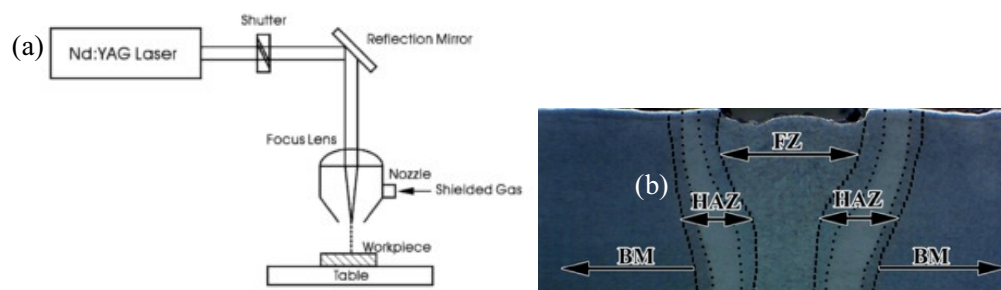 (a)
Shutter
Nd:YAG Laser
Reflection Mirror
Focus Lens
Nozzle
Shielded Gas
Workpiece
Table
(b)
FZ
HAZ
HAZ
BM
BM